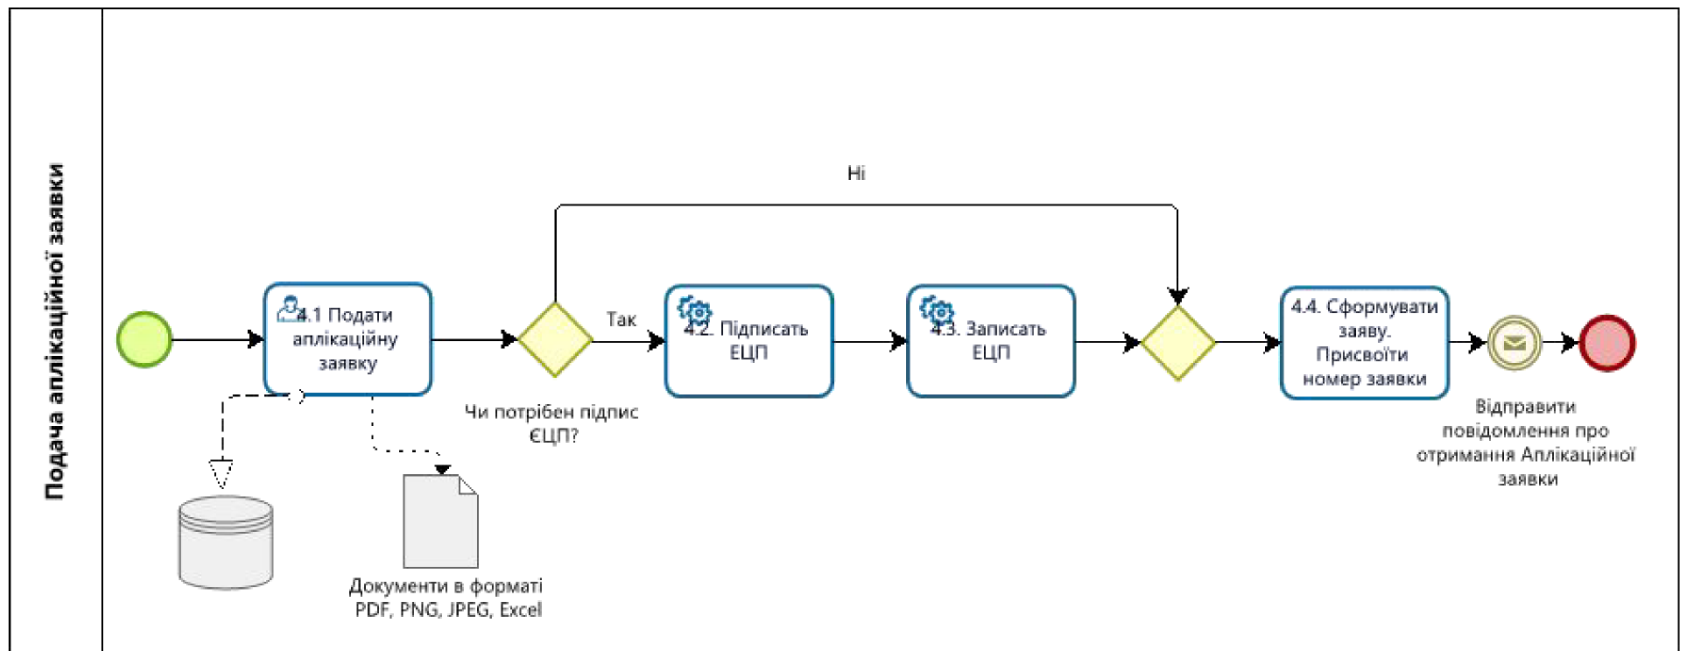 Подача аплікаційної заявки
4.1 Подати
аплікаційну
заявку
Чи потрібен підпис
ЄЦП?
Так
Ні
4.2. Підписать
ЕЦП
4.3. Записать
ЕЦП
4.4. Сформувати
заяву.
Присвоїти
номер заявки
Відправити
повідомлення про
отримання Аплікаційної
заявки
Документи в форматі
PDF, PNG, JPEG, Excel